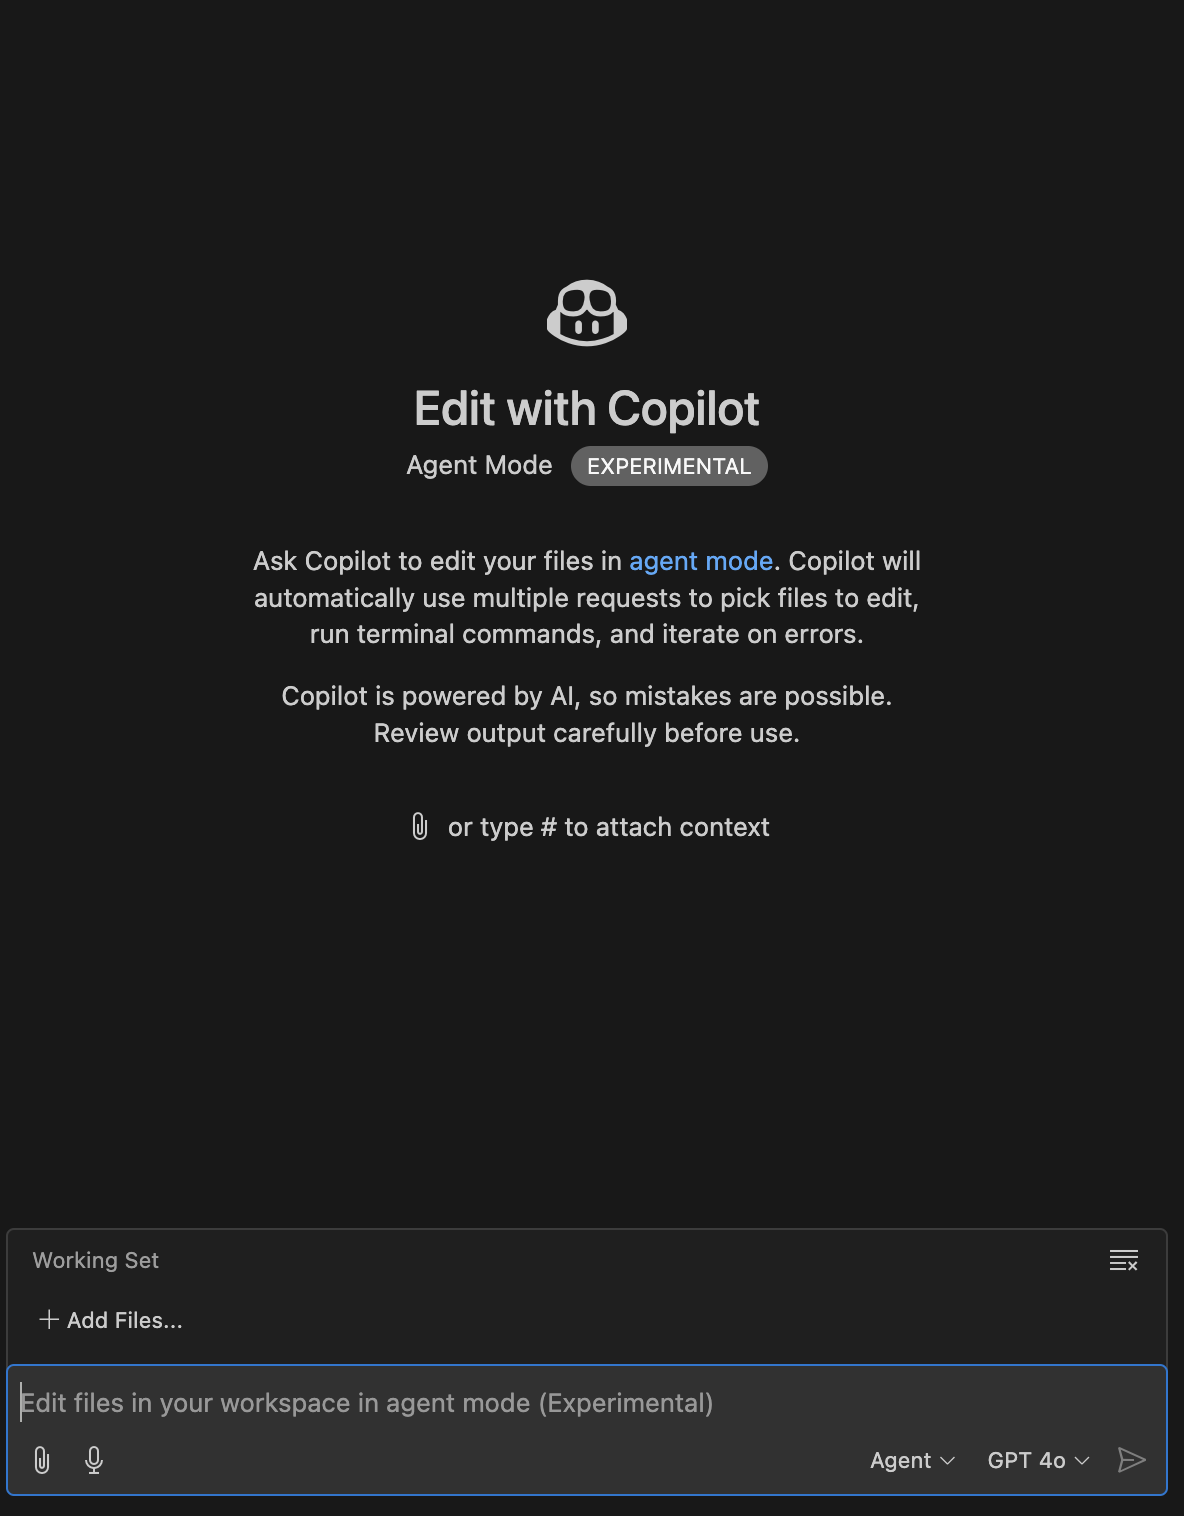 Edit with Copilot
Agent Mode EXPERIMENTAL
Ask Copilot to edit your files in agent mode. Copilot will
automatically use multiple requests to pick files to edit,
run terminal commands, and iterate on errors.
Copilot is powered by AI, so mistakes are possible.
Review output carefully before use.
or type # to attach context
Working Set
+ Add Files...
Edit files in your workspace in agent mode (Experimental)
Agent GPT 4o